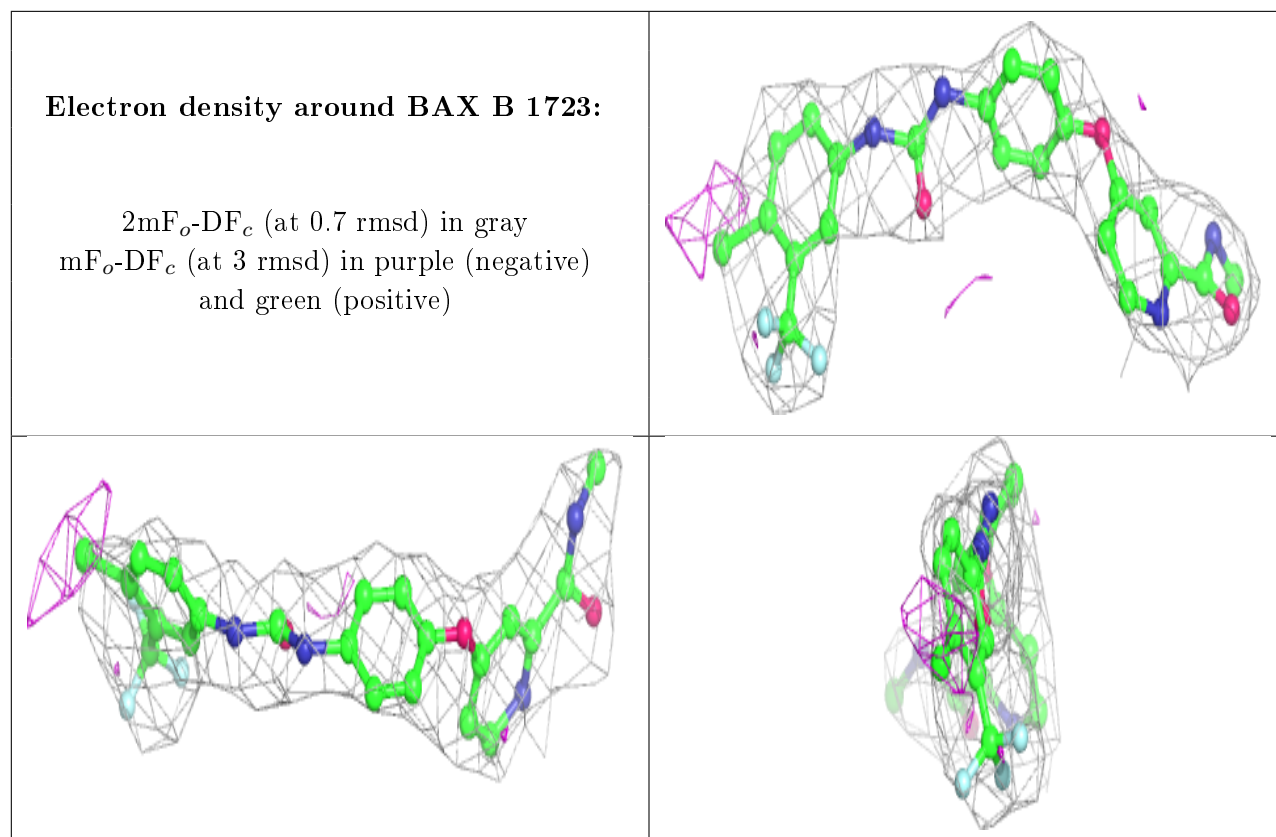 Electron density around BAX B 1723:
2mFo-DFc (at 0.7 rmsd) in gray
mFo-DFc (at 3 rmsd) in purple (negative)
and green (positive)